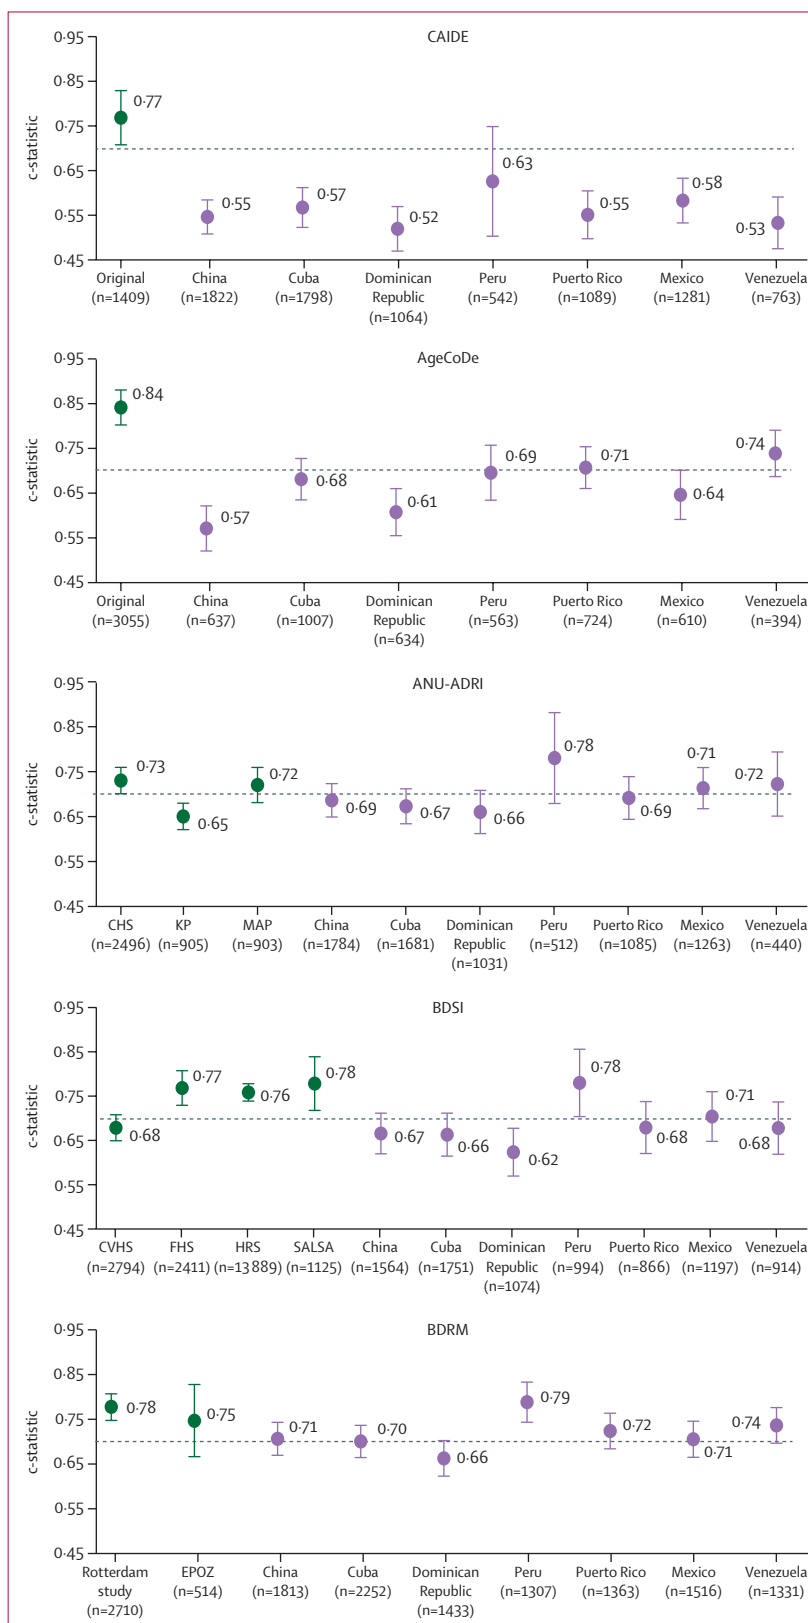 CAIDE
0·95
0·85
0·75
0·65
0·55
0·45
c-statistic
0·77
0·55
0·57
0·52
0·63
0·55
0·58
0·53
Original
(n=1409)
China
(n=1822)
Cuba
(n=1798)
Dominican
Republic
(n=1064)
Peru
(n=542)
Puerto Rico
(n=1089)
Mexico
(n=1281)
Venezuela
(n=763)
AgeCoDe
0·95
0·85
0·75
0·65
0·55
0·45
c-statistic
0·84
0·57
0·68
0·61
0·69
0·71
0·64
0·74
Original
(n=3055)
China
(n=637)
Cuba
(n=1007)
Dominican
Republic
(n=634)
Peru
(n=563)
Puerto Rico
(n=724)
Mexico
(n=610)
Venezuela
(n=394)
ANU-ADRI
0·95
0·85
0·75
0·65
0·55
0·45
c-statistic
0·73
0·65
0·72
0·69
0·67
0·66
0·78
0·69
0·71
0·72
CHS
(n=2496)
KP
(n=905)
MAP
(n=903)
China
(n=1784)
Cuba
(n=1681)
Dominican
Republic
(n=1031)
Peru
(n=512)
Puerto Rico
(n=1085)
Mexico
(n=1263)
Venezuela
(n=440)
BDSI
0·95
0·85
0·75
0·65
0·55
0·45
c-statistic
0·68
0·77
0·76
0·78
0·67
0·66
0·62
0·78
0·68
0·71
0·68
CVHS
(n=2794)
FHS
(n=2411)
HRS
(n=13 889)
SALSA
(n=1125)
China
(n=1564)
Cuba
(n=1751)
Dominican
Republic
(n=1074)
Peru
(n=994)
Puerto Rico
(n=866)
Mexico
(n=1197)
Venezuela
(n=914)
BDRM
0·95
0·85
0·75
0·65
0·55
0·45
c-statistic
0·78
0·75
0·71
0·70
0·66
0·79
0·72
0·71
0·74
Rotterdam
study
(n=2710)
EPOZ
(n=514)
China
(n=1813)
Cuba
(n=2252)
Dominican
Republic
(n=1433)
Peru
(n=1307)
Puerto Rico
(n=1363)
Mexico
(n=1516)
Venezuela
(n=1331)